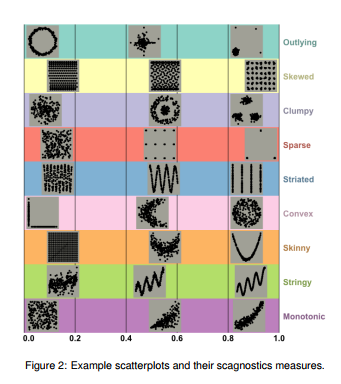 Outlying
Skewed
Clumpy
Sparse
Striated
Convex
Skinny
Stringy
Monotonic
0.0 0.2 0.4 0.6 0.8 1.0
Figure 2: Example scatterplots and their scagnostics measures.